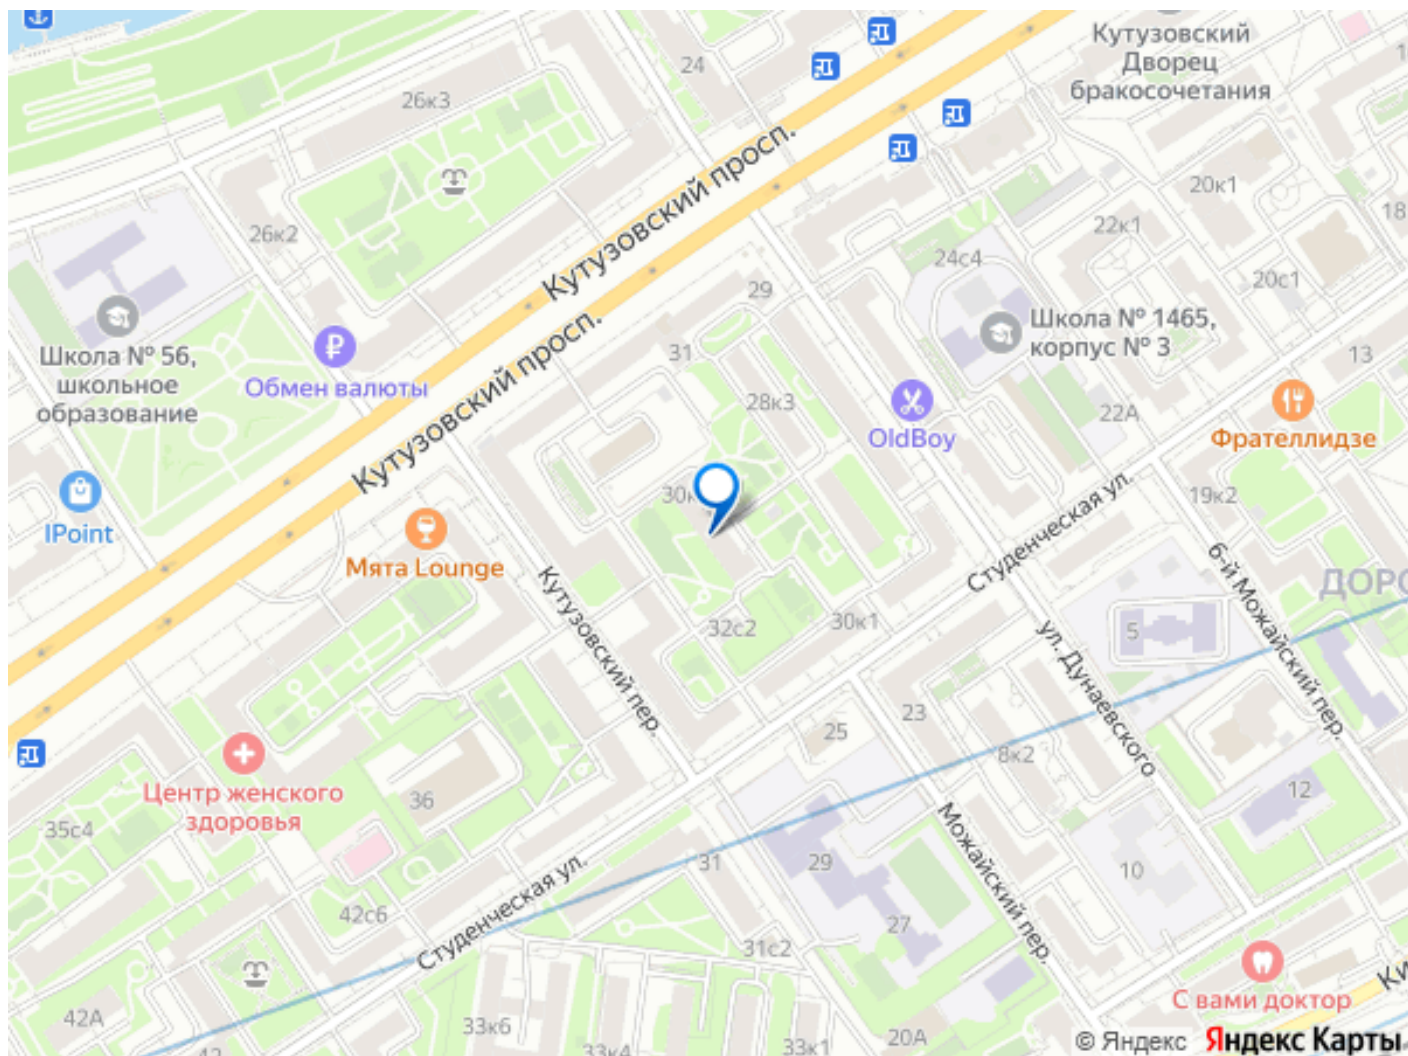 Кутузовский
Дворец
бракосочетания
24
26к3
Кутузовский просп.
20к1
18
22к1
26к2
24с4
20с1
29
Школа № 1465,
корпус № 3
Школа № 56,
школьное
образование
31
13
Обмен валюты
Кутузовский просп.
28к3
22А
OldBoy
Фрателлидзе
30к
19к2
IPoint
Студенческая ул.
Мята Lounge
6-й Можайский пер.
ДОРО
Кутузовский пер.
32с2
30к1
5
ул. Дунаевского
23
25
8к2
Центр женского
здоровья
36
12
35с4
Можайский пер.
31
29
10
42с6
Студенческая ул.
27
31с2
С вами доктор
Ки
42А
33к6
20А
33к1
33к4
42
© Яндекс Яндекс Карты